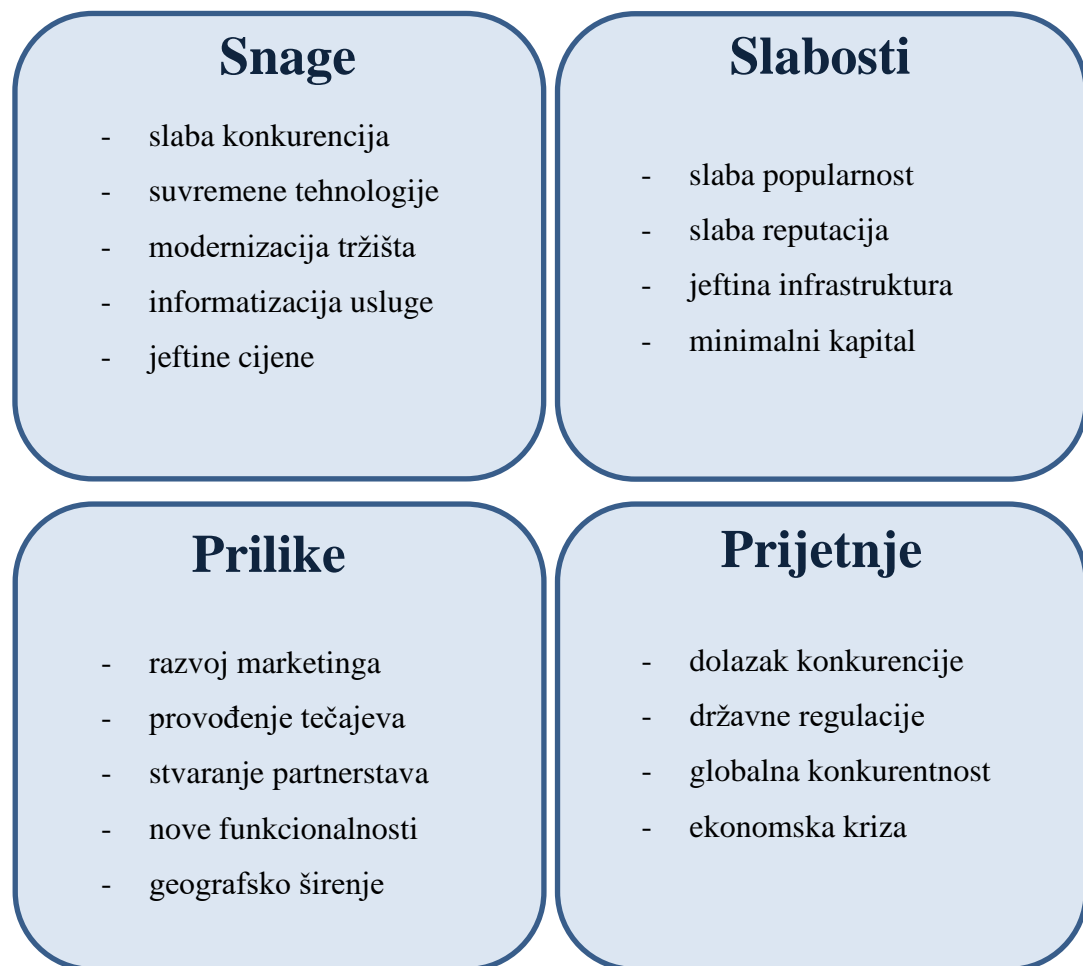 Snage
- slaba konkurencija
- suvremene tehnologije
- modernizacija tržišta
- informatizacija usluge
- jeftine cijene
Slabosti
- slaba popularnost
- slaba reputacija
- jeftina infrastruktura
- minimalni kapital
Prilike
- razvoj marketinga
- provođenje tečajeva
- stvaranje partnerstava
- nove funkcionalnosti
- geografsko širenje
Prijetnje
- dolazak konkurencije
- državne regulacije
- globalna konkurentnost
- ekonomska kriza